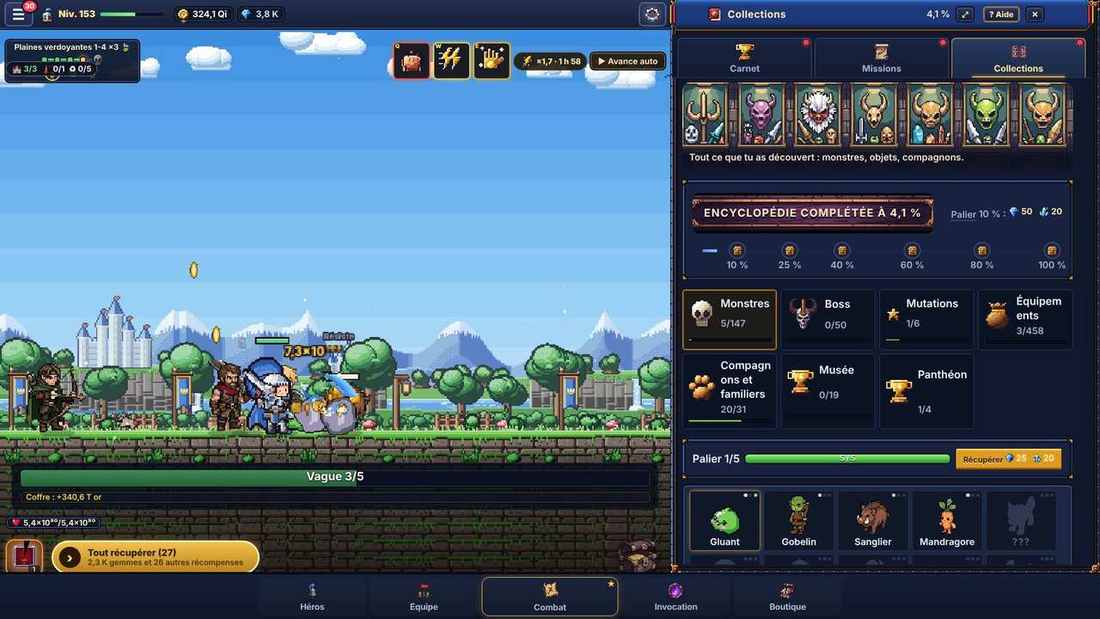 30
Niv. 153
324,1 Qi
3,8 K
Collections
4,1 %
? Aide
Plaines verdoyantes 1-4 ×3
3/3
0/1
0/5
Q
W
×1,7 · 1 h 58
Avance auto
Carnet
Missions
Collections
Tout ce que tu as découvert : monstres, objets, compagnons.
ENCYCLOPÉDIE COMPLÉTÉE À 4,1 %
Palier 10 % :
50
20
10 %
25 %
40 %
60 %
80 %
100 %
Monstres
5/147
Boss
0/50
Mutations
1/6
Équipem
ents
3/458
Compagn
ons et
familiers
20/31
Musée
0/19
Panthéon
1/4
7,3×10
Palier 1/5
5/5
Récupérer
25
20
Vague 3/5
Coffre : +340,6 T or
Gluant
Gobelin
Sanglier
Mandragore
???
Tout récupérer (27)
2,3 K gemmes et 26 autres récompenses
1
Héros
Équipe
Combat
Invocation
Boutique